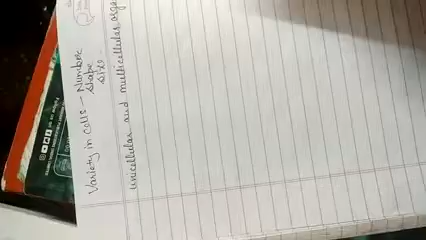 Variety in cells - Number
Shape
Size
unicellular and multicellular